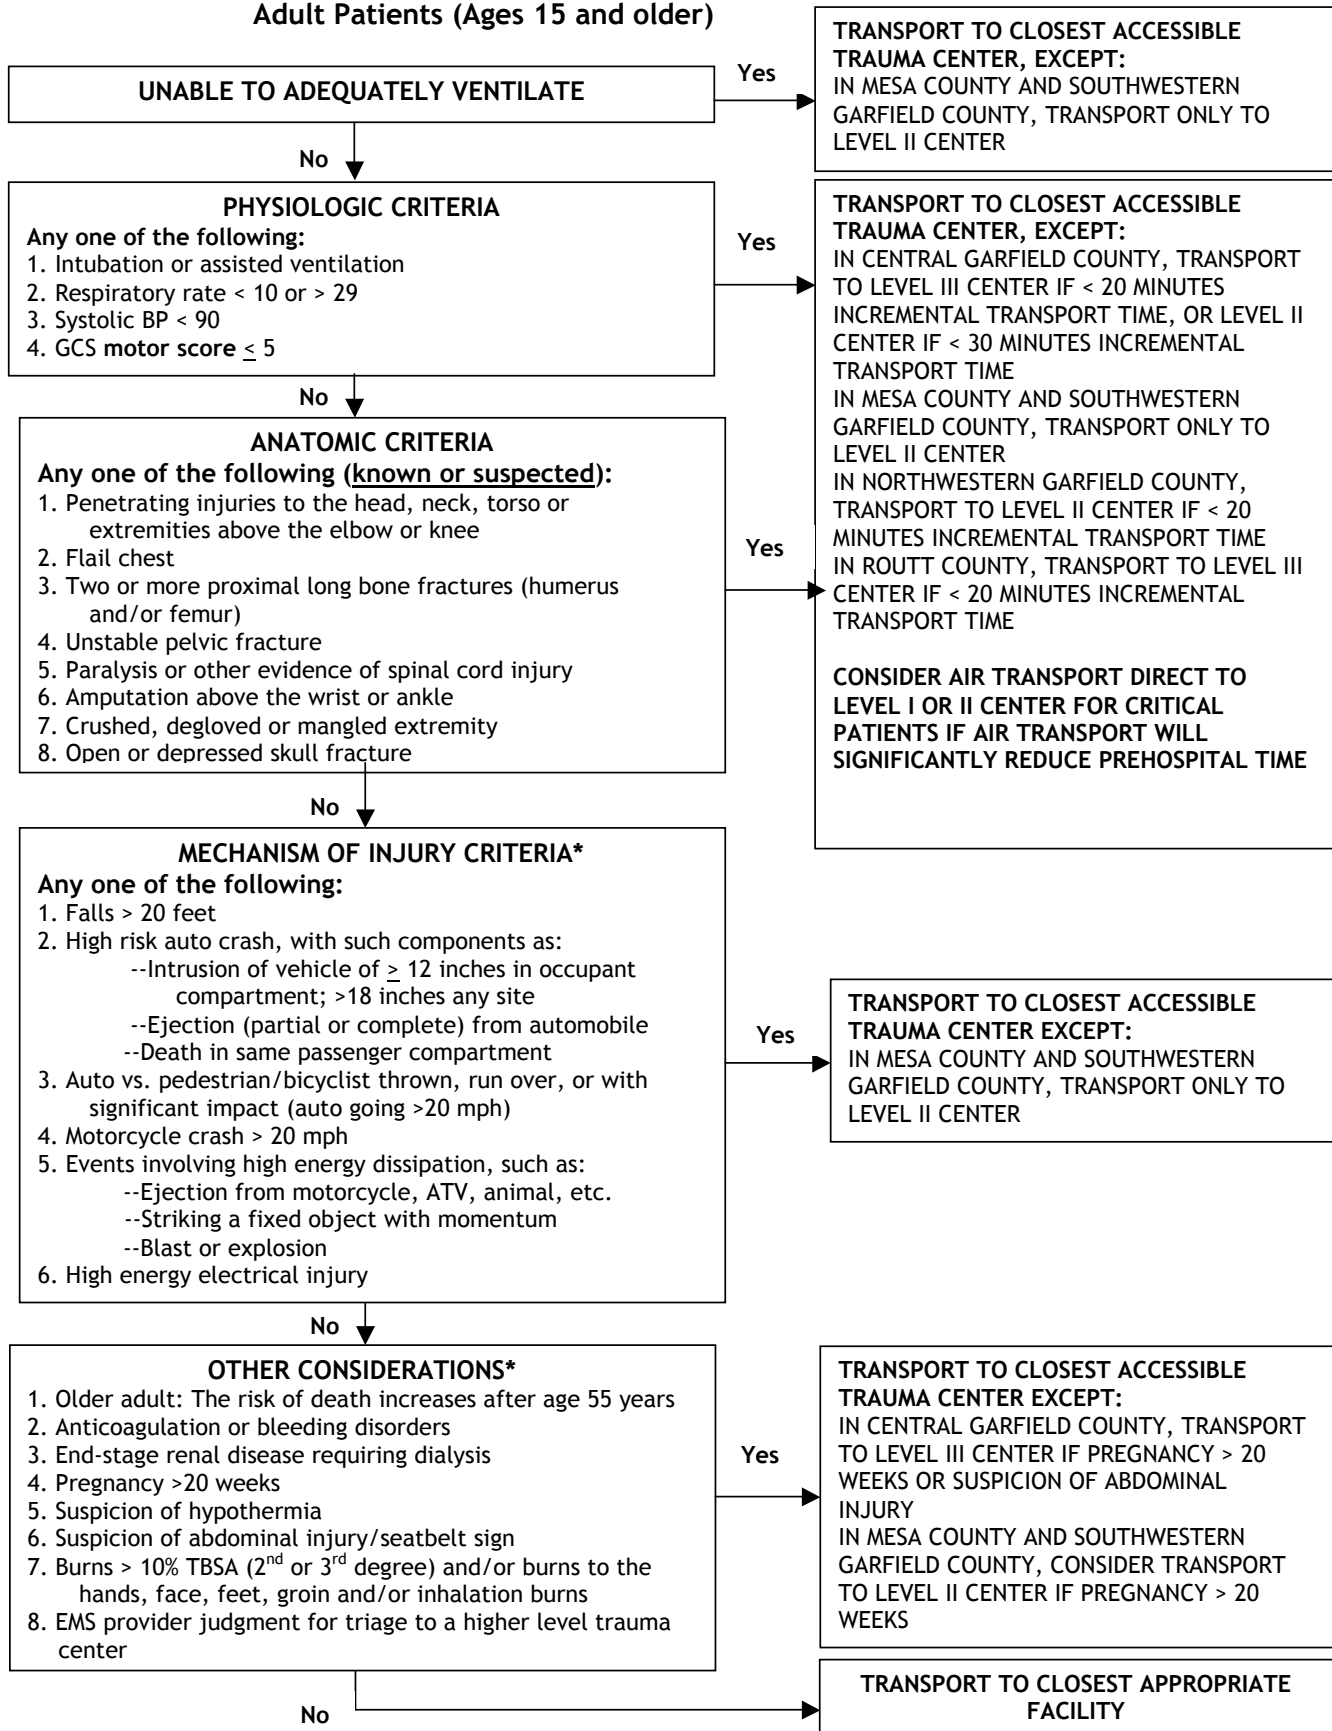 Adult Patients (Ages 15 and older)
UNABLE TO ADEQUATELY VENTILATE
Yes
TRANSPORT TO CLOSEST ACCESSIBLE
TRAUMA CENTER, EXCEPT:
IN MESA COUNTY AND SOUTHWESTERN
GARFIELD COUNTY, TRANSPORT ONLY TO
LEVEL II CENTER
No
PHYSIOLOGIC CRITERIA
Any one of the following:
1. Intubation or assisted ventilation
2. Respiratory rate < 10 or > 29
3. Systolic BP < 90
4. GCS motor score ≤ 5
Yes
No
ANATOMIC CRITERIA
Any one of the following (known or suspected):
1. Penetrating injuries to the head, neck, torso or
extremities above the elbow or knee
2. Flail chest
3. Two or more proximal long bone fractures (humerus
and/or femur)
4. Unstable pelvic fracture
5. Paralysis or other evidence of spinal cord injury
6. Amputation above the wrist or ankle
7. Crushed, degloved or mangled extremity
8. Open or depressed skull fracture
Yes
TRANSPORT TO CLOSEST ACCESSIBLE
TRAUMA CENTER, EXCEPT:
IN CENTRAL GARFIELD COUNTY, TRANSPORT
TO LEVEL III CENTER IF < 20 MINUTES
INCREMENTAL TRANSPORT TIME, OR LEVEL II
CENTER IF < 30 MINUTES INCREMENTAL
TRANSPORT TIME
IN MESA COUNTY AND SOUTHWESTERN
GARFIELD COUNTY, TRANSPORT ONLY TO
LEVEL II CENTER
IN NORTHWESTERN GARFIELD COUNTY,
TRANSPORT TO LEVEL II CENTER IF < 20
MINUTES INCREMENTAL TRANSPORT TIME
IN ROUTT COUNTY, TRANSPORT TO LEVEL III
CENTER IF < 20 MINUTES INCREMENTAL
TRANSPORT TIME
CONSIDER AIR TRANSPORT DIRECT TO
LEVEL I OR II CENTER FOR CRITICAL
PATIENTS IF AIR TRANSPORT WILL
SIGNIFICANTLY REDUCE PREHOSPITAL TIME
No
MECHANISM OF INJURY CRITERIA*
Any one of the following:
1. Falls > 20 feet
2. High risk auto crash, with such components as:
--Intrusion of vehicle of ≥ 12 inches in occupant
compartment; >18 inches any site
--Ejection (partial or complete) from automobile
--Death in same passenger compartment
3. Auto vs. pedestrian/bicyclist thrown, run over, or with
significant impact (auto going >20 mph)
4. Motorcycle crash > 20 mph
5. Events involving high energy dissipation, such as:
--Ejection from motorcycle, ATV, animal, etc.
--Striking a fixed object with momentum
--Blast or explosion
6. High energy electrical injury
Yes
TRANSPORT TO CLOSEST ACCESSIBLE
TRAUMA CENTER EXCEPT:
IN MESA COUNTY AND SOUTHWESTERN
GARFIELD COUNTY, TRANSPORT ONLY TO
LEVEL II CENTER
No
OTHER CONSIDERATIONS*
1. Older adult: The risk of death increases after age 55 years
2. Anticoagulation or bleeding disorders
3. End-stage renal disease requiring dialysis
4. Pregnancy >20 weeks
5. Suspicion of hypothermia
6. Suspicion of abdominal injury/seatbelt sign
7. Burns > 10% TBSA (2nd or 3rd degree) and/or burns to the
hands, face, feet, groin and/or inhalation burns
8. EMS provider judgment for triage to a higher level trauma
center
Yes
TRANSPORT TO CLOSEST ACCESSIBLE
TRAUMA CENTER EXCEPT:
IN CENTRAL GARFIELD COUNTY, TRANSPORT
TO LEVEL III CENTER IF PREGNANCY > 20
WEEKS OR SUSPICION OF ABDOMINAL
INJURY
IN MESA COUNTY AND SOUTHWESTERN
GARFIELD COUNTY, CONSIDER TRANSPORT
TO LEVEL II CENTER IF PREGNANCY > 20
WEEKS
No
TRANSPORT TO CLOSEST APPROPRIATE
FACILITY